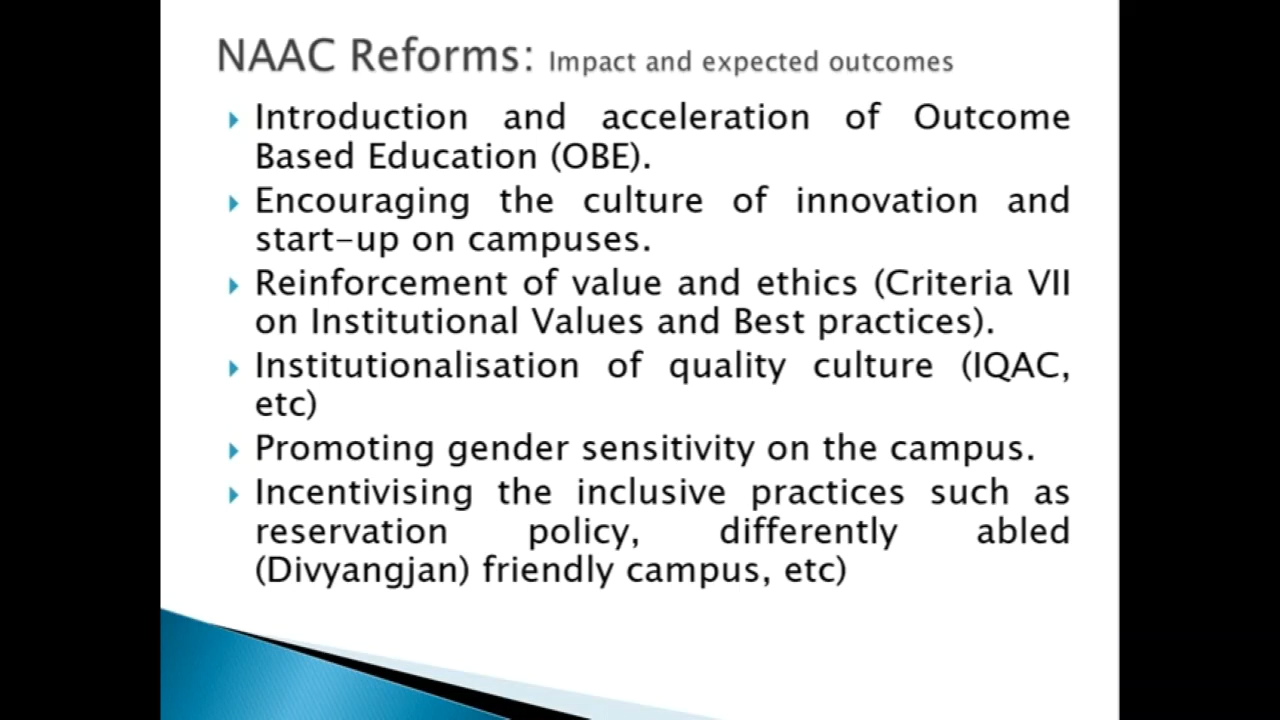 NAAC Reforms: Impact and expected outcomes
Introduction and acceleration of Outcome
Based Education (OBE).
Encouraging the culture of innovation and
start-up on campuses.
Reinforcement of value and ethics (Criteria VII
on Institutional Values and Best practices).
Institutionalisation of quality culture (IQAC,
etc)
Promoting gender sensitivity on the campus.
Incentivising the inclusive practices such as
reservation policy, differently abled
(Divyangjan) friendly campus, etc)